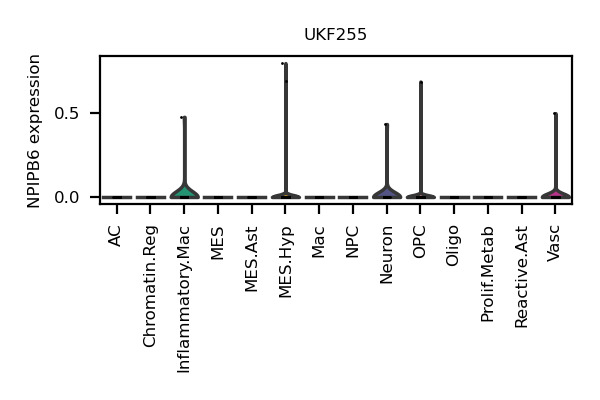 UKF255
NPIPB6 expression
0.5
0.0
AC
Chromatin.Reg
Inflammatory.Mac
MES
MES.Ast
MES.Hyp
Mac
NPC
Neuron
OPC
Oligo
Prolif.Metab
Reactive.Ast
Vasc